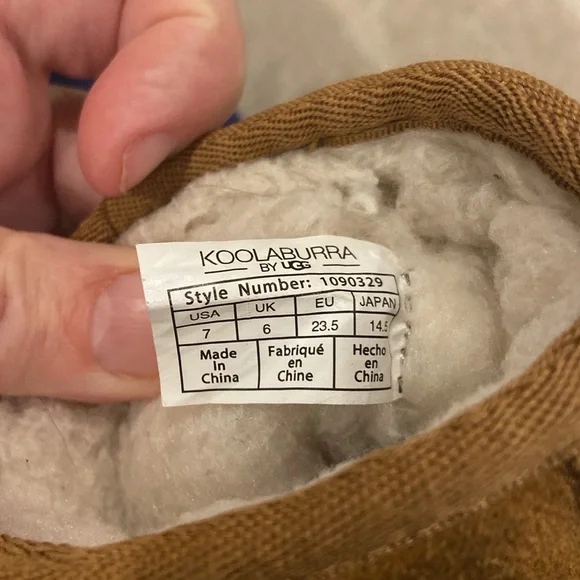 KOOLABURRA
BY UGG
Style Number: 1090329
USA UK EU JAPAN
7 6 23.5 14.5
Made Fabriqué Hecho
In en en
China Chine China